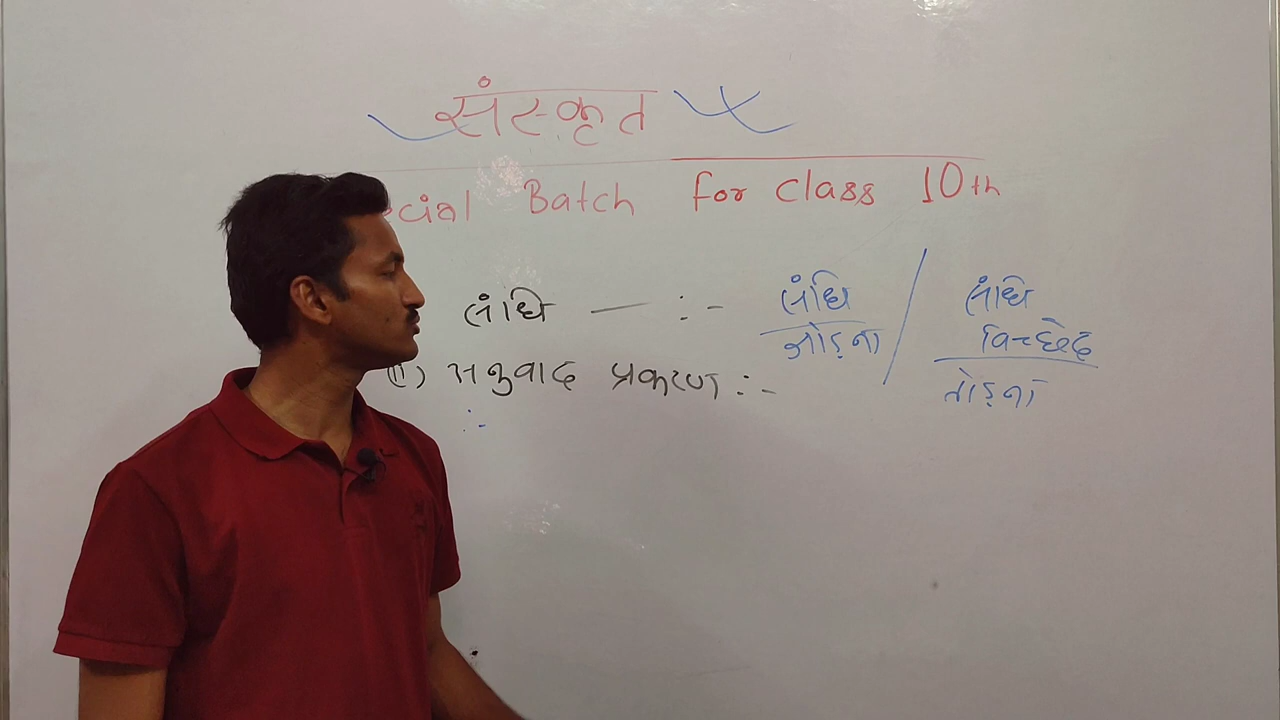 संस्कृत
ecial Batch for class 10th
संधि — :- संधि / संधि
जोड़ना विच्छेद
(ii) अनुवाद प्रकरण :- तोड़ना
:-